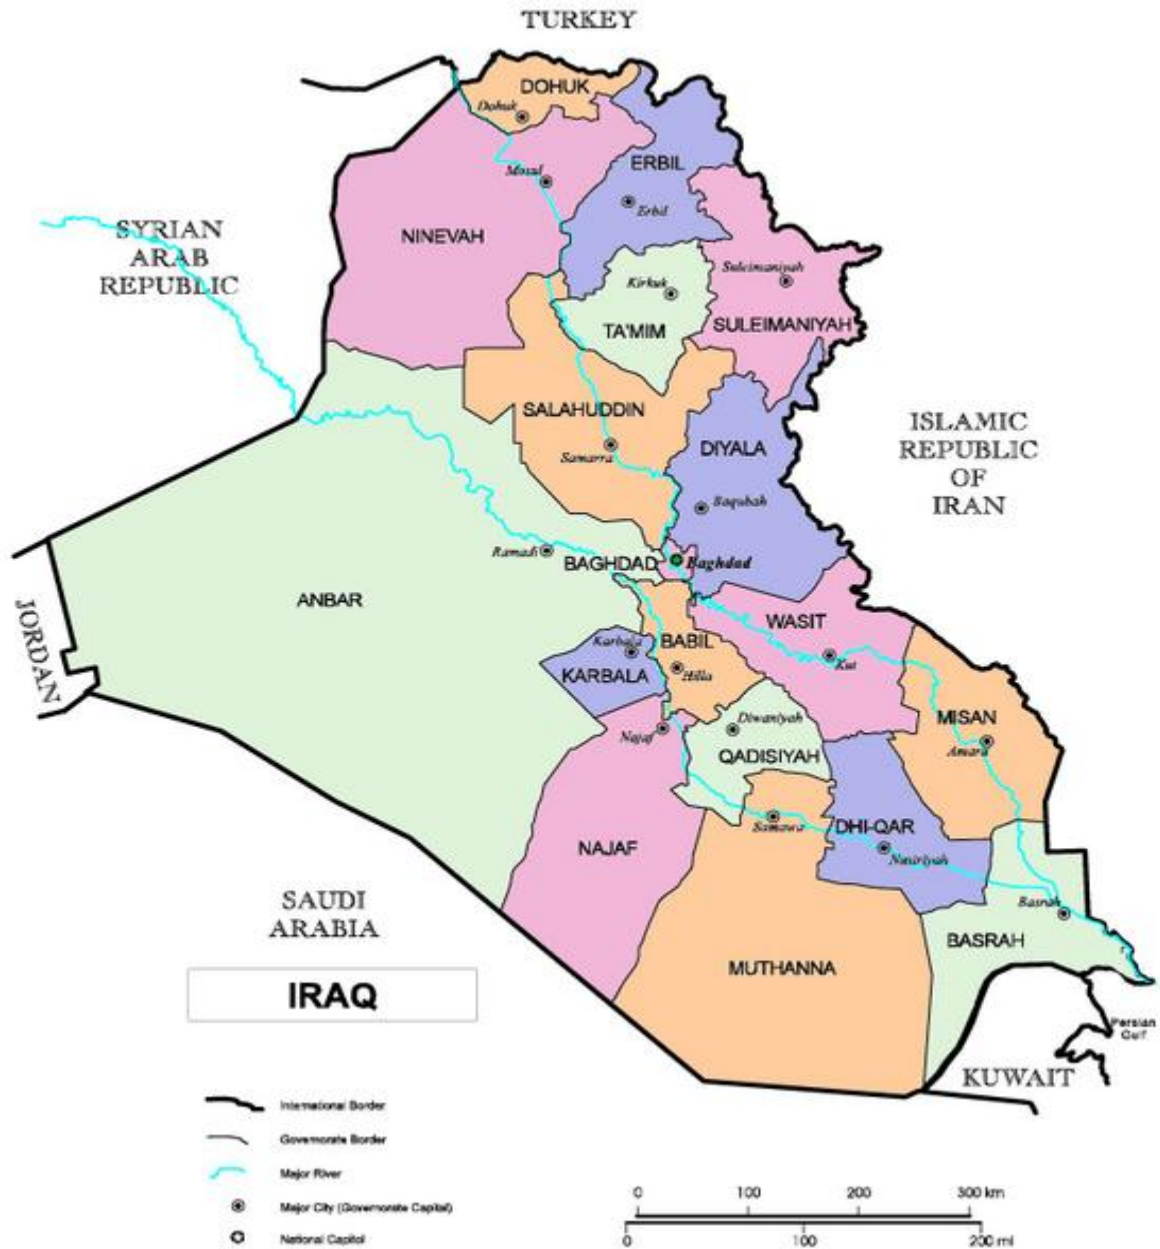 TURKEY
DOHUK
Dohuk
ERBIL
Mosul
Erbil
NINEVAH
SYRIAN
ARAB
REPUBLIC
Suleimaniyah
Kirkuk
TA'MIM
SULEIMANIYAH
SALAHUDDIN
Samarra
DIYALA
ISLAMIC
REPUBLIC
OF
IRAN
Baqubah
Ramadi
BAGHDAD
Baghdad
ANBAR
JORDAN
WASIT
Karbala
BABIL
Kut
KARBALA
Hilla
MISAN
Najaf
Diwaniyah
Amara
QADISIYAH
Samawa
DHI-QAR
NAJAF
Nasiriyah
SAUDI
ARABIA
Basrah
BASRAH
MUTHANNA
IRAQ
Persian
Gulf
KUWAIT
International Border
Governorate Border
Major River
Major City (Governorate Capital)
National Capitol
0 100 200 300 km
0 100 200 mi